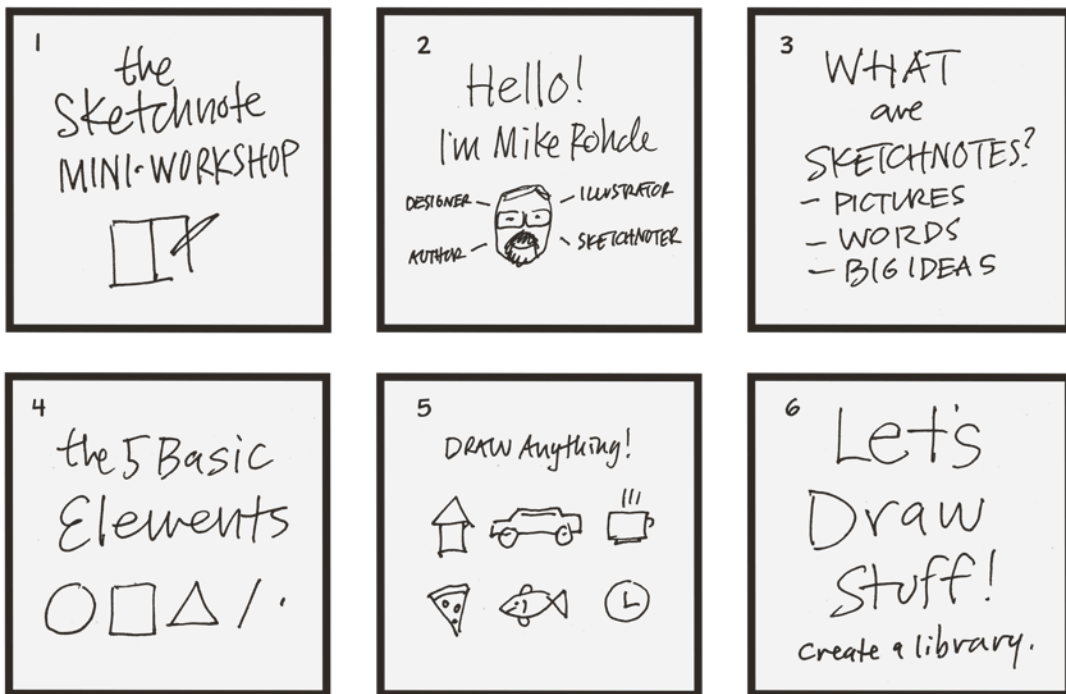 1
the
Sketchnote
MINI-WORKSHOP
2
Hello!
I'm Mike Rohde
DESIGNER
ILLUSTRATOR
AUTHOR
SKETCHNOTER
3
WHAT
are
SKETCHNOTES?
- PICTURES
- WORDS
- BIG IDEAS
4
the 5 Basic
Elements
5
DRAW Anything!
6
Let's
Draw
Stuff!
create a library.